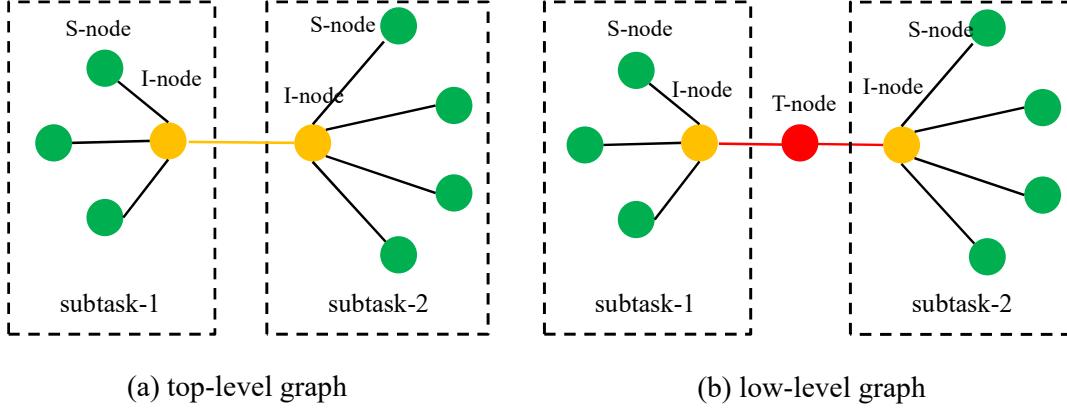 S-node
I-node
subtask-1
S-node
I-node
subtask-2
(a) top-level graph
S-node
I-node
subtask-1
T-node
S-node
I-node
subtask-2
(b) low-level graph